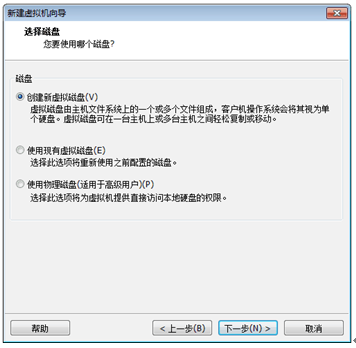 新建虚拟机向导
选择磁盘
您要使用哪个磁盘?
磁盘
创建新虚拟磁盘(V)
虚拟磁盘由主机文件系统上的一个或多个文件组成，客户机操作系统会将其视为
单个硬盘。虚拟磁盘可在一台主机上或多台主机之间轻松复制或移动。
使用现有虚拟磁盘(E)
选择此选项将重新使用之前配置的磁盘。
使用物理磁盘(适用于高级用户)(P)
选择此选项将为虚拟机提供直接访问本地硬盘的权限。
帮助
< 上一步(B)
下一步(N) >
取消